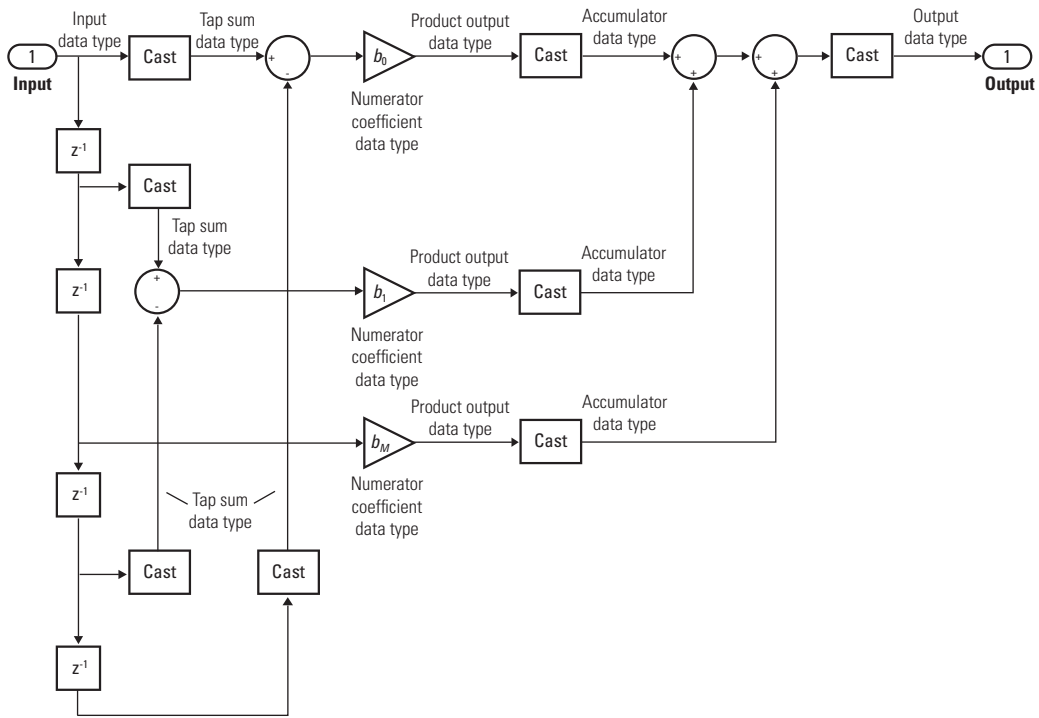 Input
data type
Tap sum
data type
Product output
data type
Accumulator
data type
Output
data type
1
Input
Cast
+
-
b0
Cast
+
+
+
+
Cast
1
Output
Numerator
coefficient
data type
z-1
Cast
Tap sum
data type
z-1
+
-
b1
Product output
data type
Cast
Accumulator
data type
Numerator
coefficient
data type
Product output
data type
Accumulator
data type
bM
Cast
Numerator
coefficient
data type
z-1
Tap sum
data type
Cast
Cast
z-1